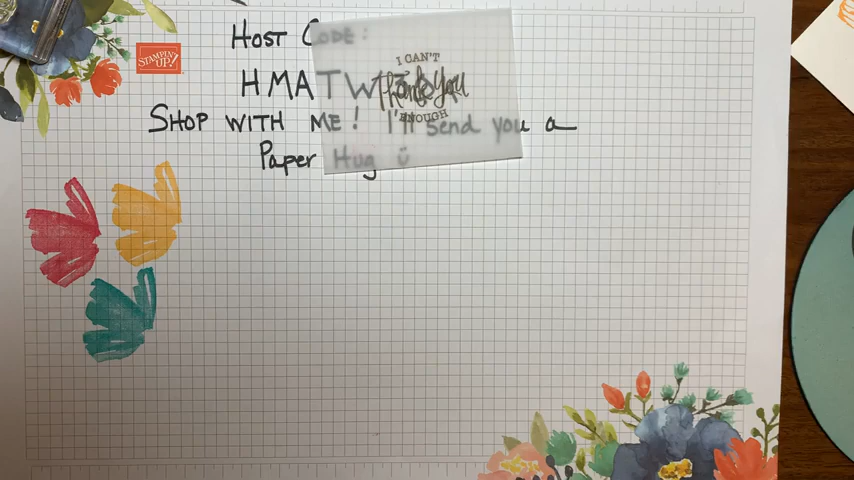 STAMPIN' UP!
HOST CODE:
HMATW
I CAN'T
Thank You
ENOUGH
SHOP WITH ME! I'll send you a
Paper Hug